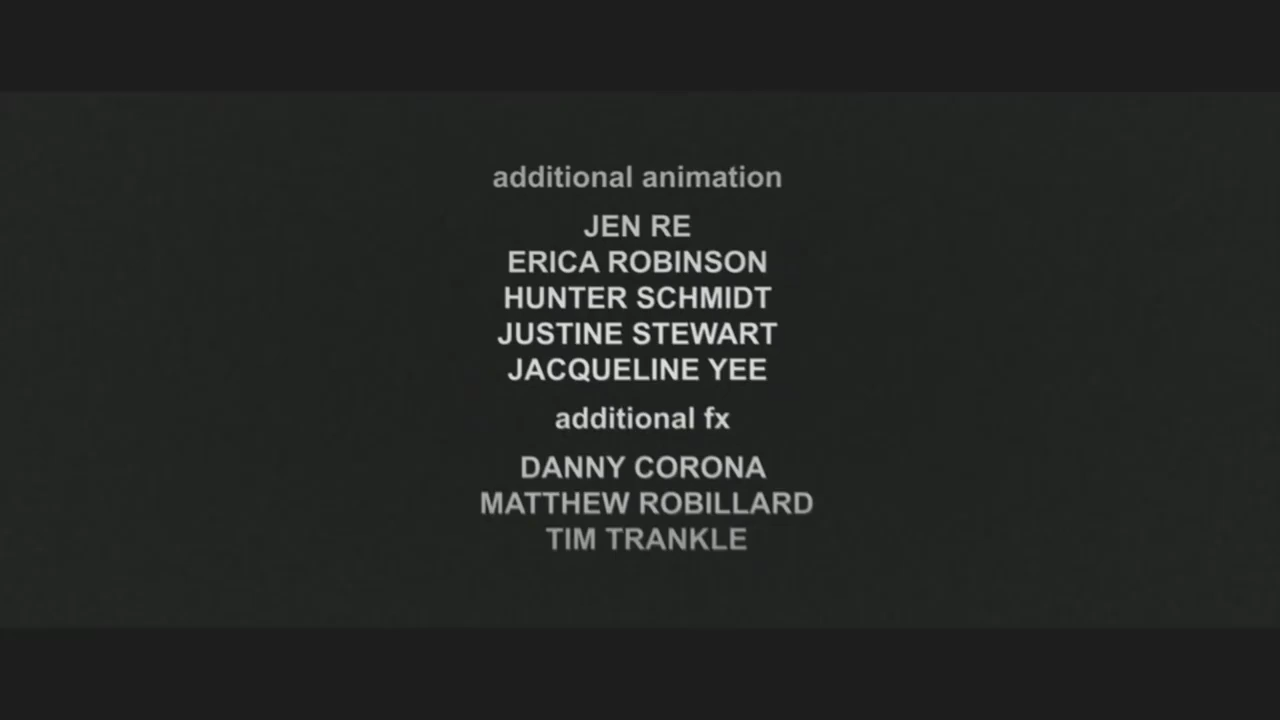 additional animation
JEN RE
ERICA ROBINSON
HUNTER SCHMIDT
JUSTINE STEWART
JACQUELINE YEE
additional fx
DANNY CORONA
MATTHEW ROBILLARD
TIM TRANKLE